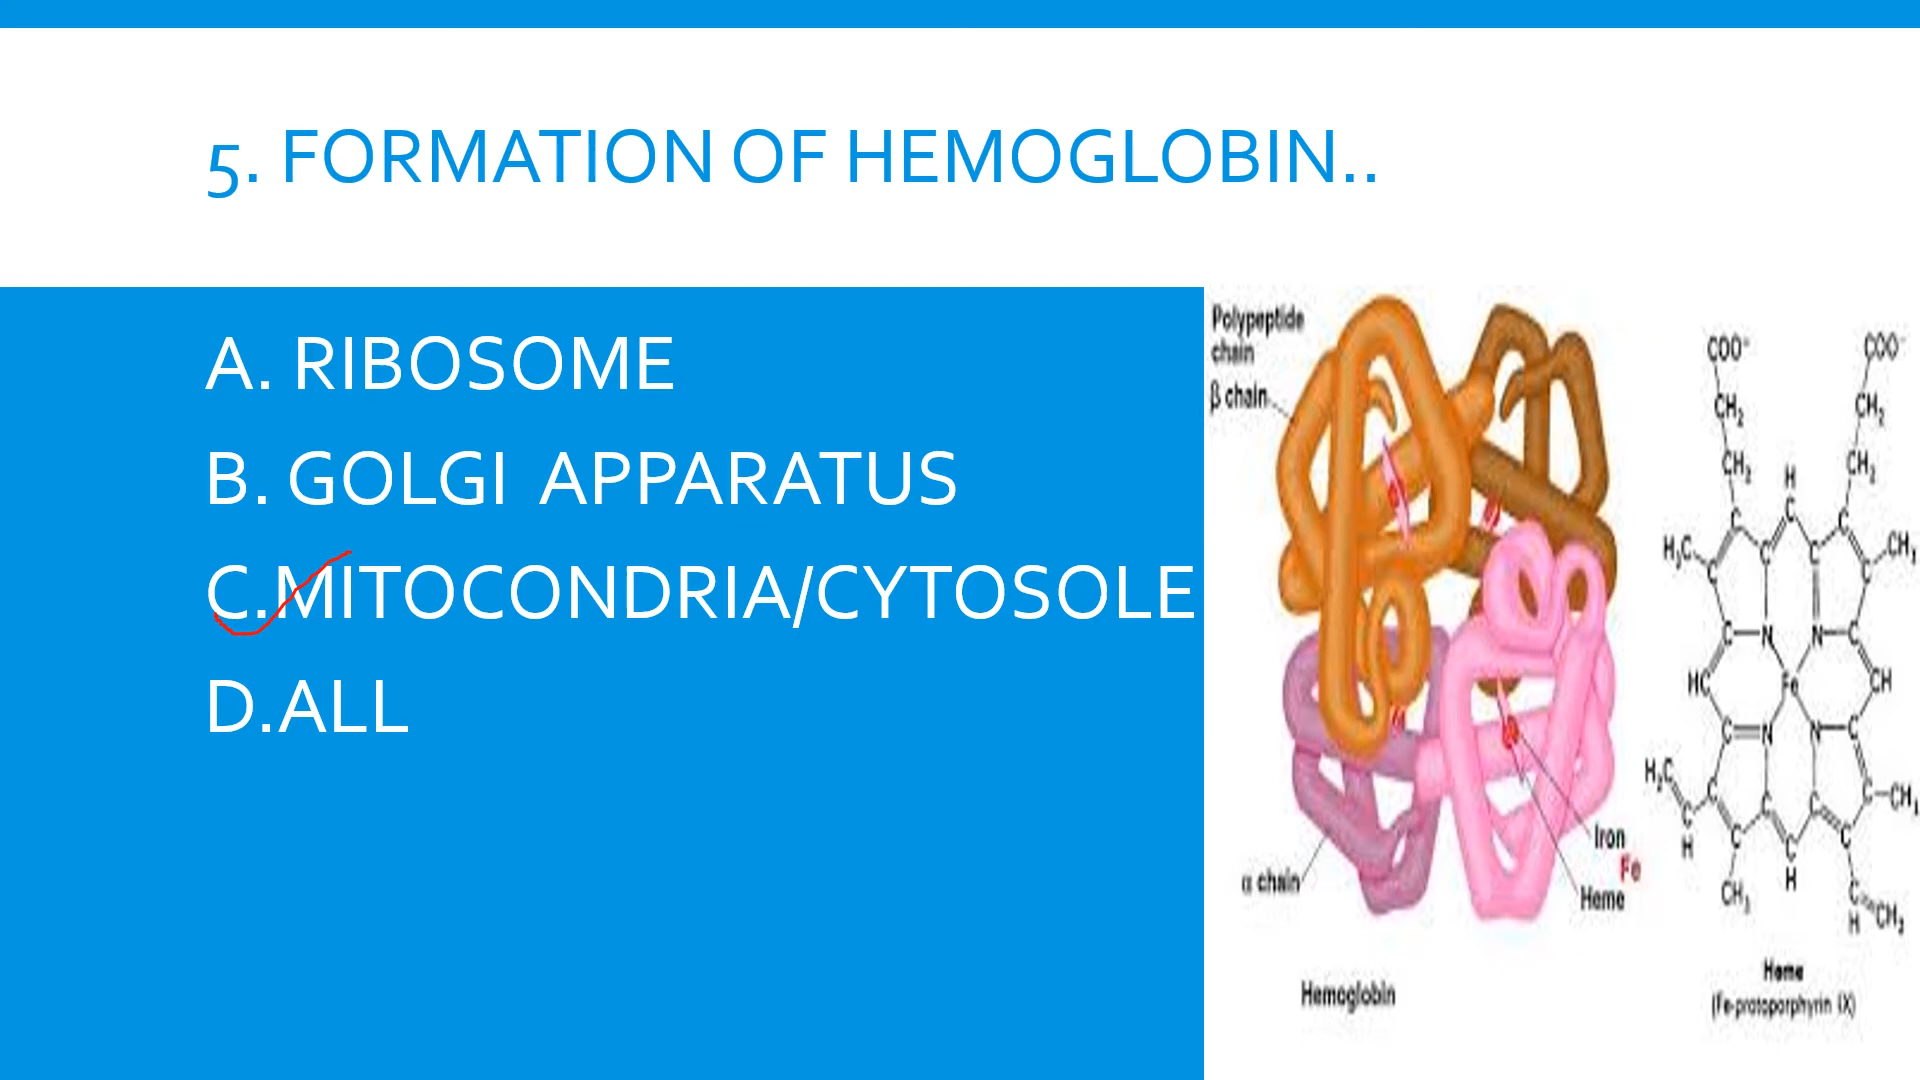 5. FORMATION OF HEMOGLOBIN..
A. RIBOSOME
B. GOLGI APPARATUS
C.MITOCONDRIA/CYTOSOLE
D.ALL
Polypeptide
chain
β chain
α chain
Iron
Fe
Heme
Hemoglobin
COO⁻ COO⁻
CH₂ CH₂
CH₂ CH₂
H
C C C
H₃C C C C C CH₃
C C
C N N C
HC Fe CH
C N N C
H₂C C C C C CH₃
C C C C
H H
CH₃ C CH₂
H
Heme
(Fe-protoporphyrin IX)